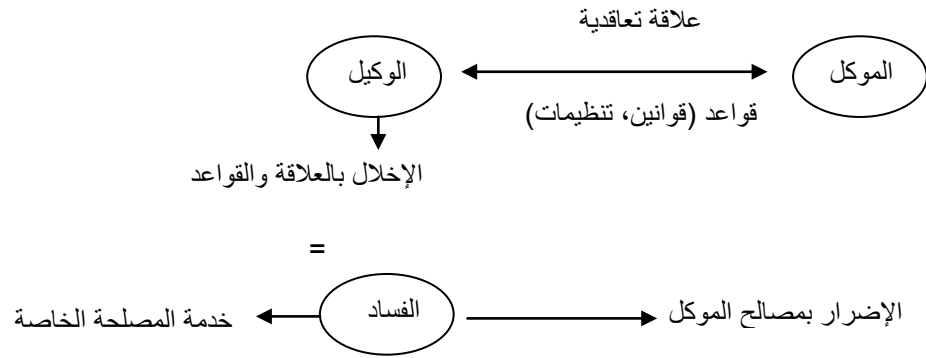 علاقة تعاقدية
الموكل
الوكيل
قواعد (قوانين، تنظيمات)
الإخلال بالعلاقة والقواعد
=
الفساد
الإضرار بمصالح الموكل
خدمة المصلحة الخاصة